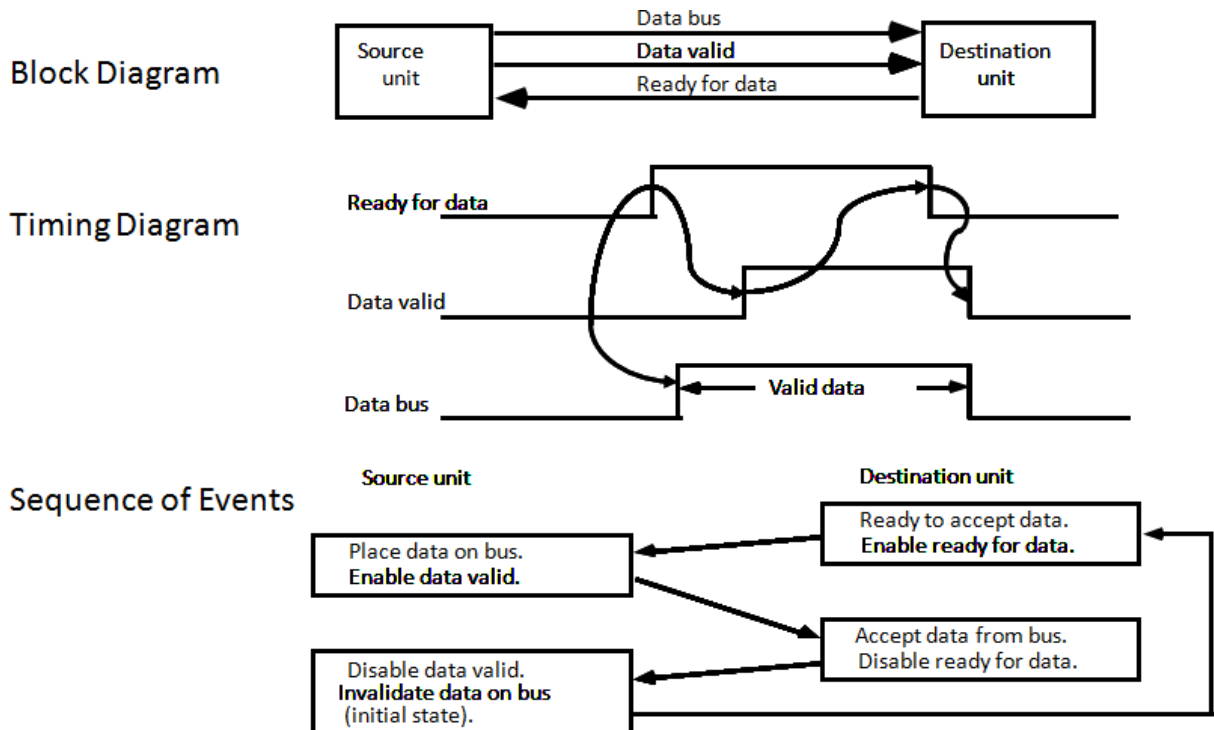 Block Diagram
Source
unit
Data bus
Data valid
Ready for data
Destination
unit
Timing Diagram
Ready for data
Data valid
Data bus
Valid data
Sequence of Events
Source unit
Destination unit
Ready to accept data.
Enable ready for data.
Place data on bus.
Enable data valid.
Accept data from bus.
Disable ready for data.
Disable data valid.
Invalidate data on bus
(initial state).